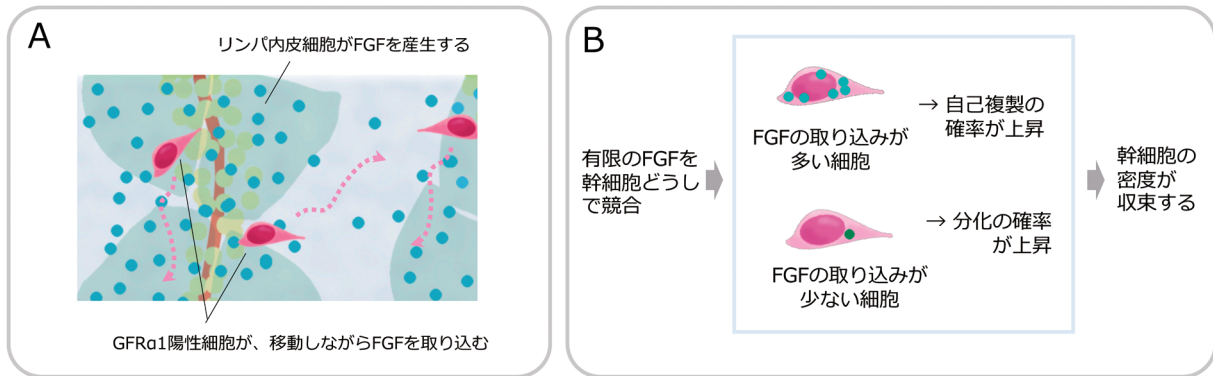 A
リンパ内皮細胞がFGFを産生する
GFRα1陽性細胞が、移動しながらFGFを取り込む
B
有限のFGFを
幹細胞どうし
で競合
FGFの取り込みが
多い細胞
→ 自己複製の
確率が上昇
FGFの取り込みが
少ない細胞
→ 分化の確率
が上昇
幹細胞の
密度が
収束する